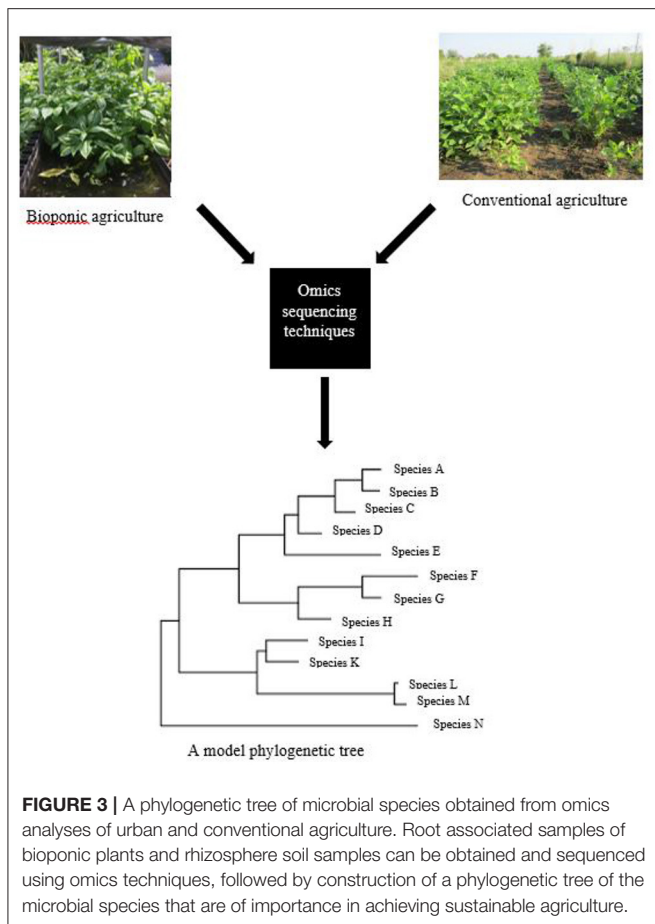 Bioponic agriculture
Conventional agriculture
Omics
sequencing
techniques
Species A
Species B
Species C
Species D
Species E
Species F
Species G
Species H
Species I
Species K
Species L
Species M
Species N
A model phylogenetic tree
FIGURE 3 | A phylogenetic tree of microbial species obtained from omics
analyses of urban and conventional agriculture. Root associated samples of
bioponic plants and rhizosphere soil samples can be obtained and sequenced
using omics techniques, followed by construction of a phylogenetic tree of the
microbial species that are of importance in achieving sustainable agriculture.